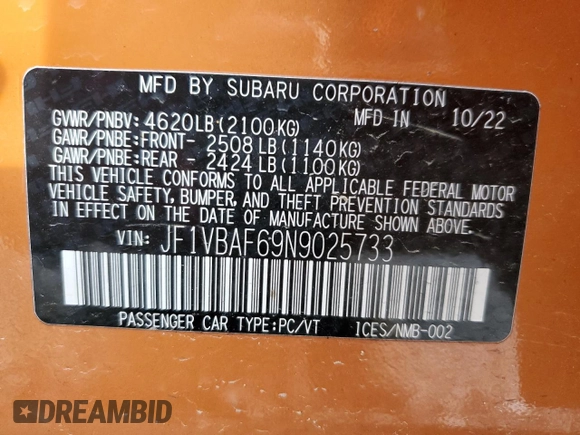 MFD BY SUBARU CORPORATION
GVWR/PNBV: 4620LB(2100KG) MFD IN 10/22
GAWR/PNBE:FRONT- 2508 LB(1140KG)
GAWR/PNBE:REAR - 2424 LB(1100KG)
THIS VEHICLE CONFORMS TO ALL APPLICABLE FEDERAL MOTOR
VEHICLE SAFETY, BUMPER, AND THEFT PREVENTION STANDARDS
IN EFFECT ON THE DATE OF MANUFACTURE SHOWN ABOVE.
VIN: JF1VBAF69N9025733
PASSENGER CAR TYPE:PC/VT ICES/NMB-002
DREAMBID